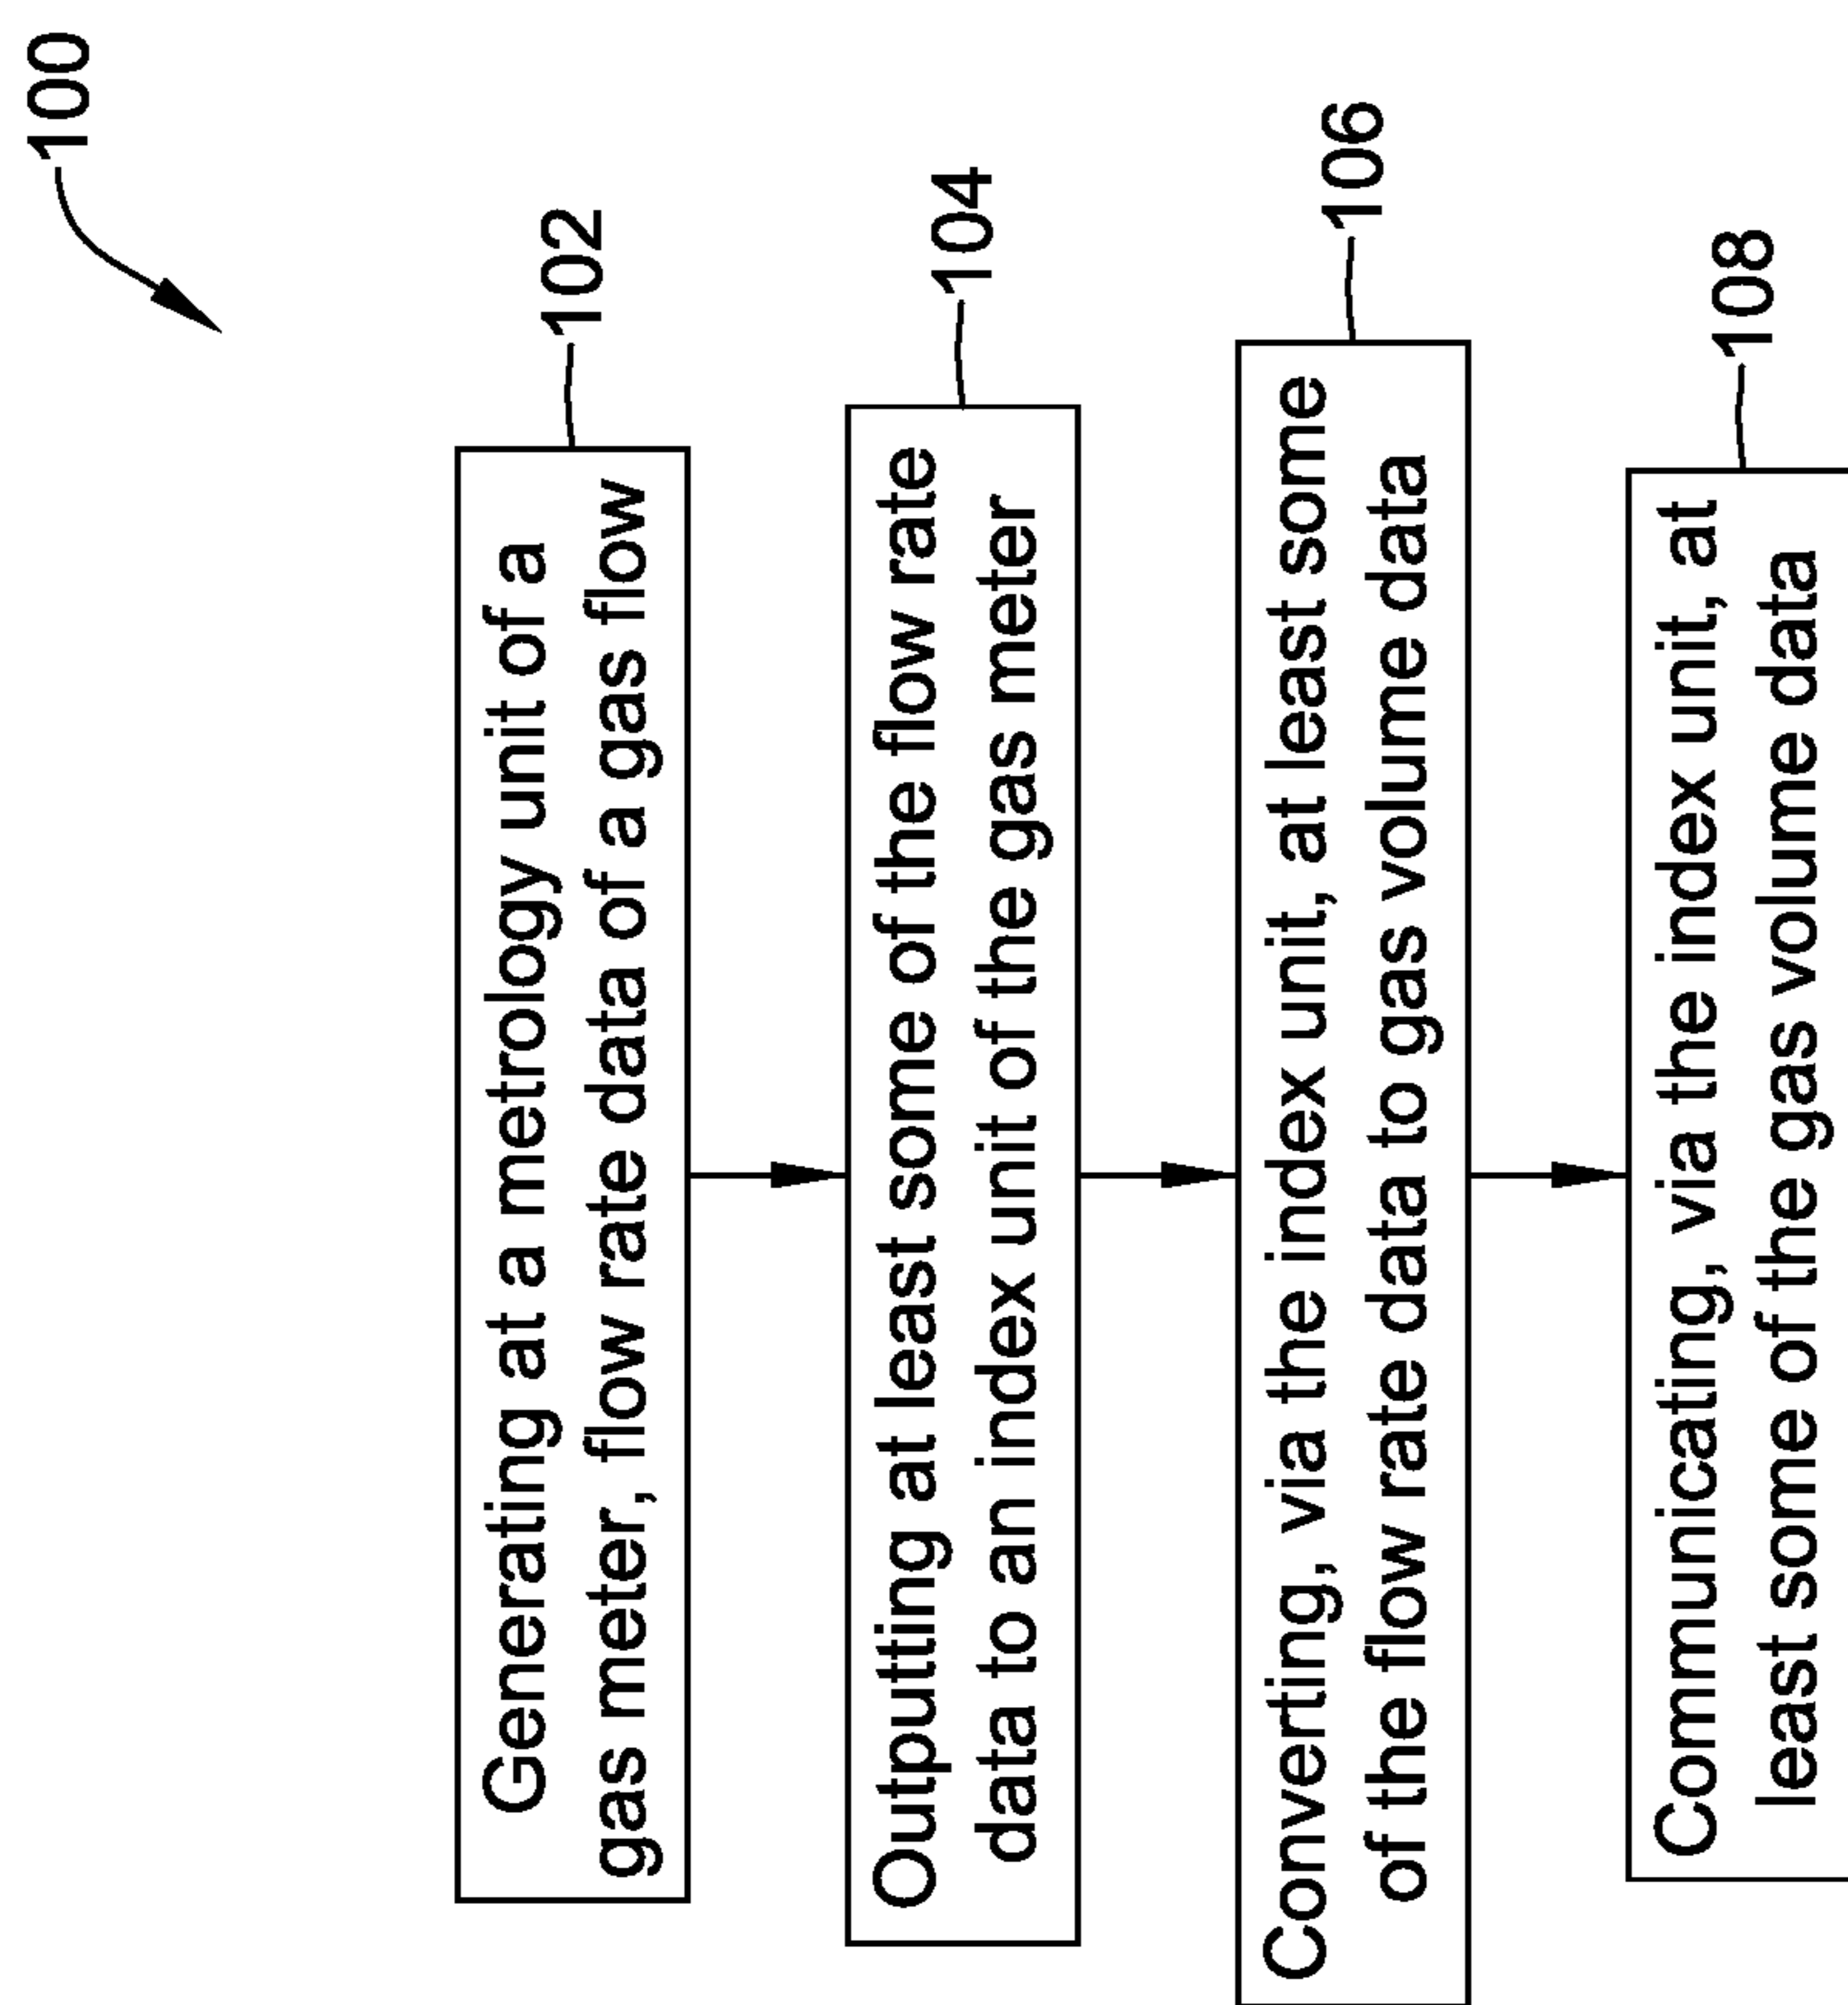 100
Generating at a metrology unit of a
gas meter, flow rate data of a gas flow
102
Outputting at least some of the flow rate
data to an index unit of the gas meter
104
Converting, via the index unit, at least some
of the flow rate data to gas volume data
106
Communicating, via the index unit, at
least some of the gas volume data
108